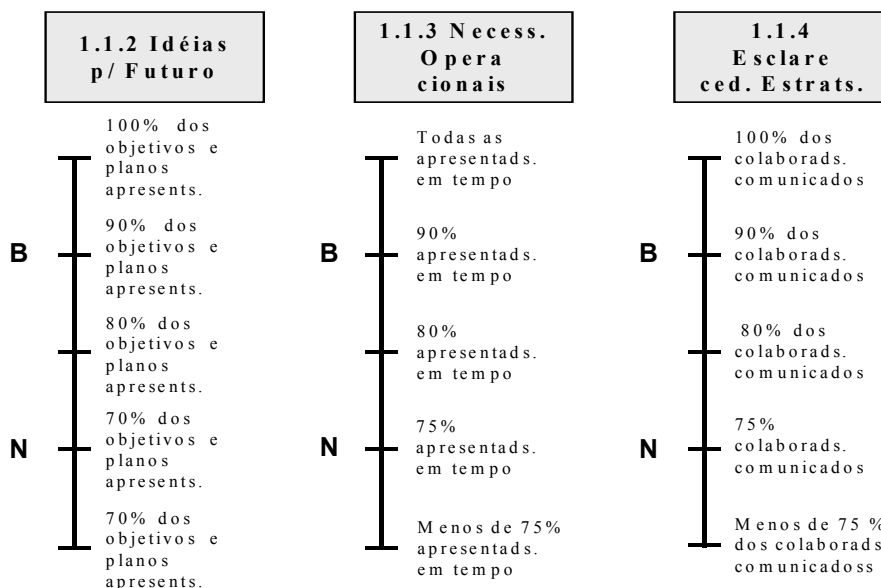 1.1.2 Idéias
p/ Futuro
100% dos
objetivos e
planos
apresents.
B
90% dos
objetivos e
planos
apresents.
80% dos
objetivos e
planos
apresents.
N
70% dos
objetivos e
planos
apresents.
70% dos
objetivos e
planos
apresents.
1.1.3 Necess.
Opera
cionais
Todas as
apresentads.
em tempo
B
90%
apresentads.
em tempo
80%
apresentads.
em tempo
N
75%
apresentads.
em tempo
Menos de 75%
apresentads.
em tempo
1.1.4
Esclare
ced. Estrats.
100% dos
colaborads.
comunicados
B
90% dos
colaborads.
comunicados
80% dos
colaborads.
comunicados
N
75%
colaborads.
comunicados
Menos de 75 %
dos colaborads
comunicadoss